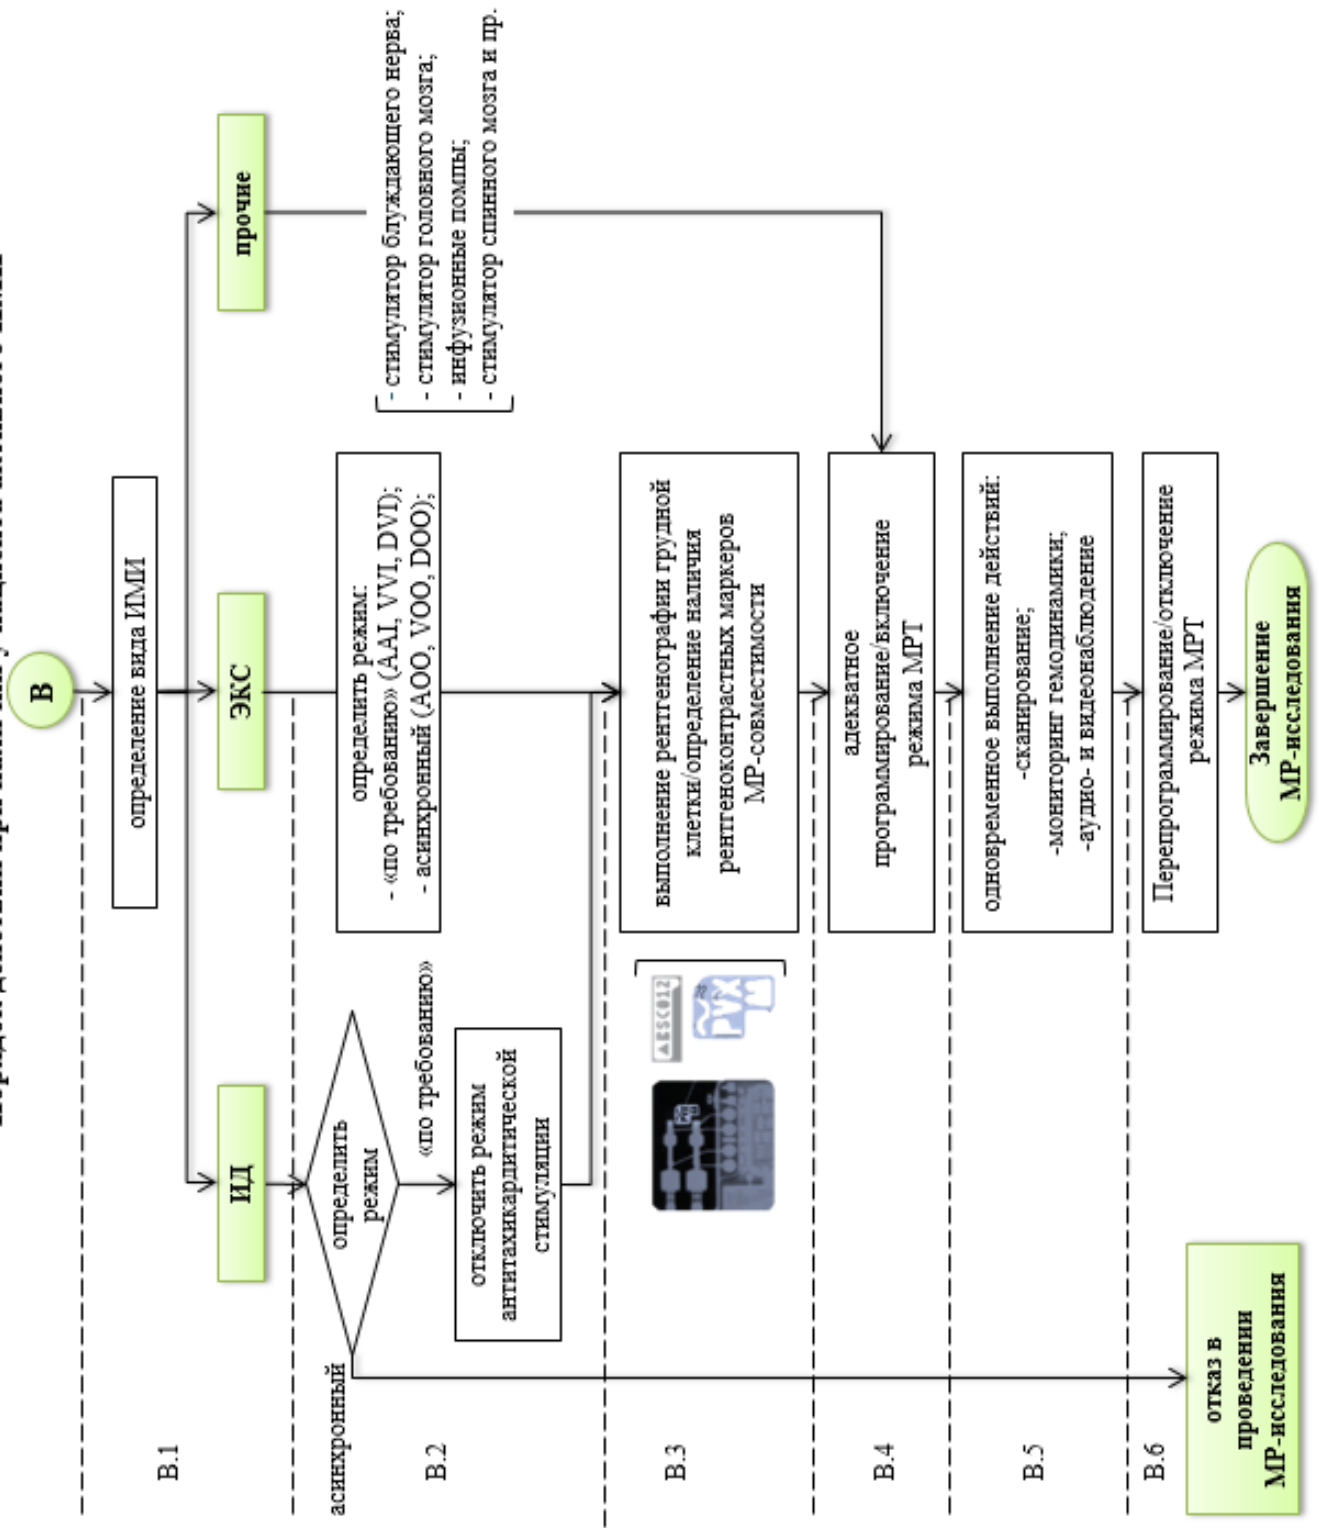 В
В.1
определение вида ИМИ
ИД
ЭКС
прочие
В.2
асинхронный
определить
режим
«по требованию»
отключить режим
антитахикардитической
стимуляции
определить режим:
- «по требованию» (AAI, VVI, DVI);
- асинхронный (AOO, VOO, DOO);
- стимулятор блуждающего нерва;
- стимулятор головного мозга;
- инфузионные помпы;
- стимулятор спинного мозга и пр.
В.3
выполнение рентгенографии грудной
клетки/определение наличия
рентгеноконтрастных маркеров
МР-совместимости
В.4
адекватное
программирование/включение
режима МРТ
В.5
одновременное выполнение действий:
-сканирование;
-мониторинг гемодинамики;
-аудио- и видеонаблюдение
В.6
Перепрограммирование/отключение
режима МРТ
отказ в
проведении
МР-исследования
Завершение
МР-исследования